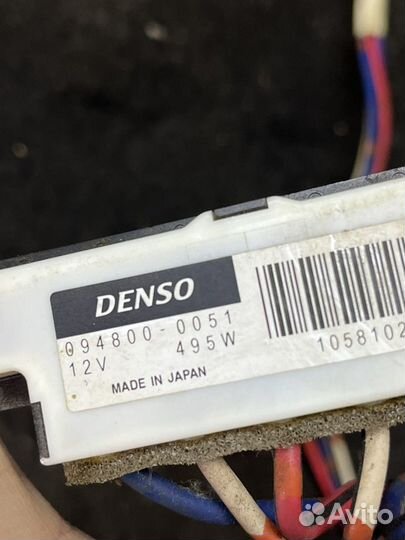 DENSO
094800-0051
12V 495W
MADE IN JAPAN
1058102
Avito